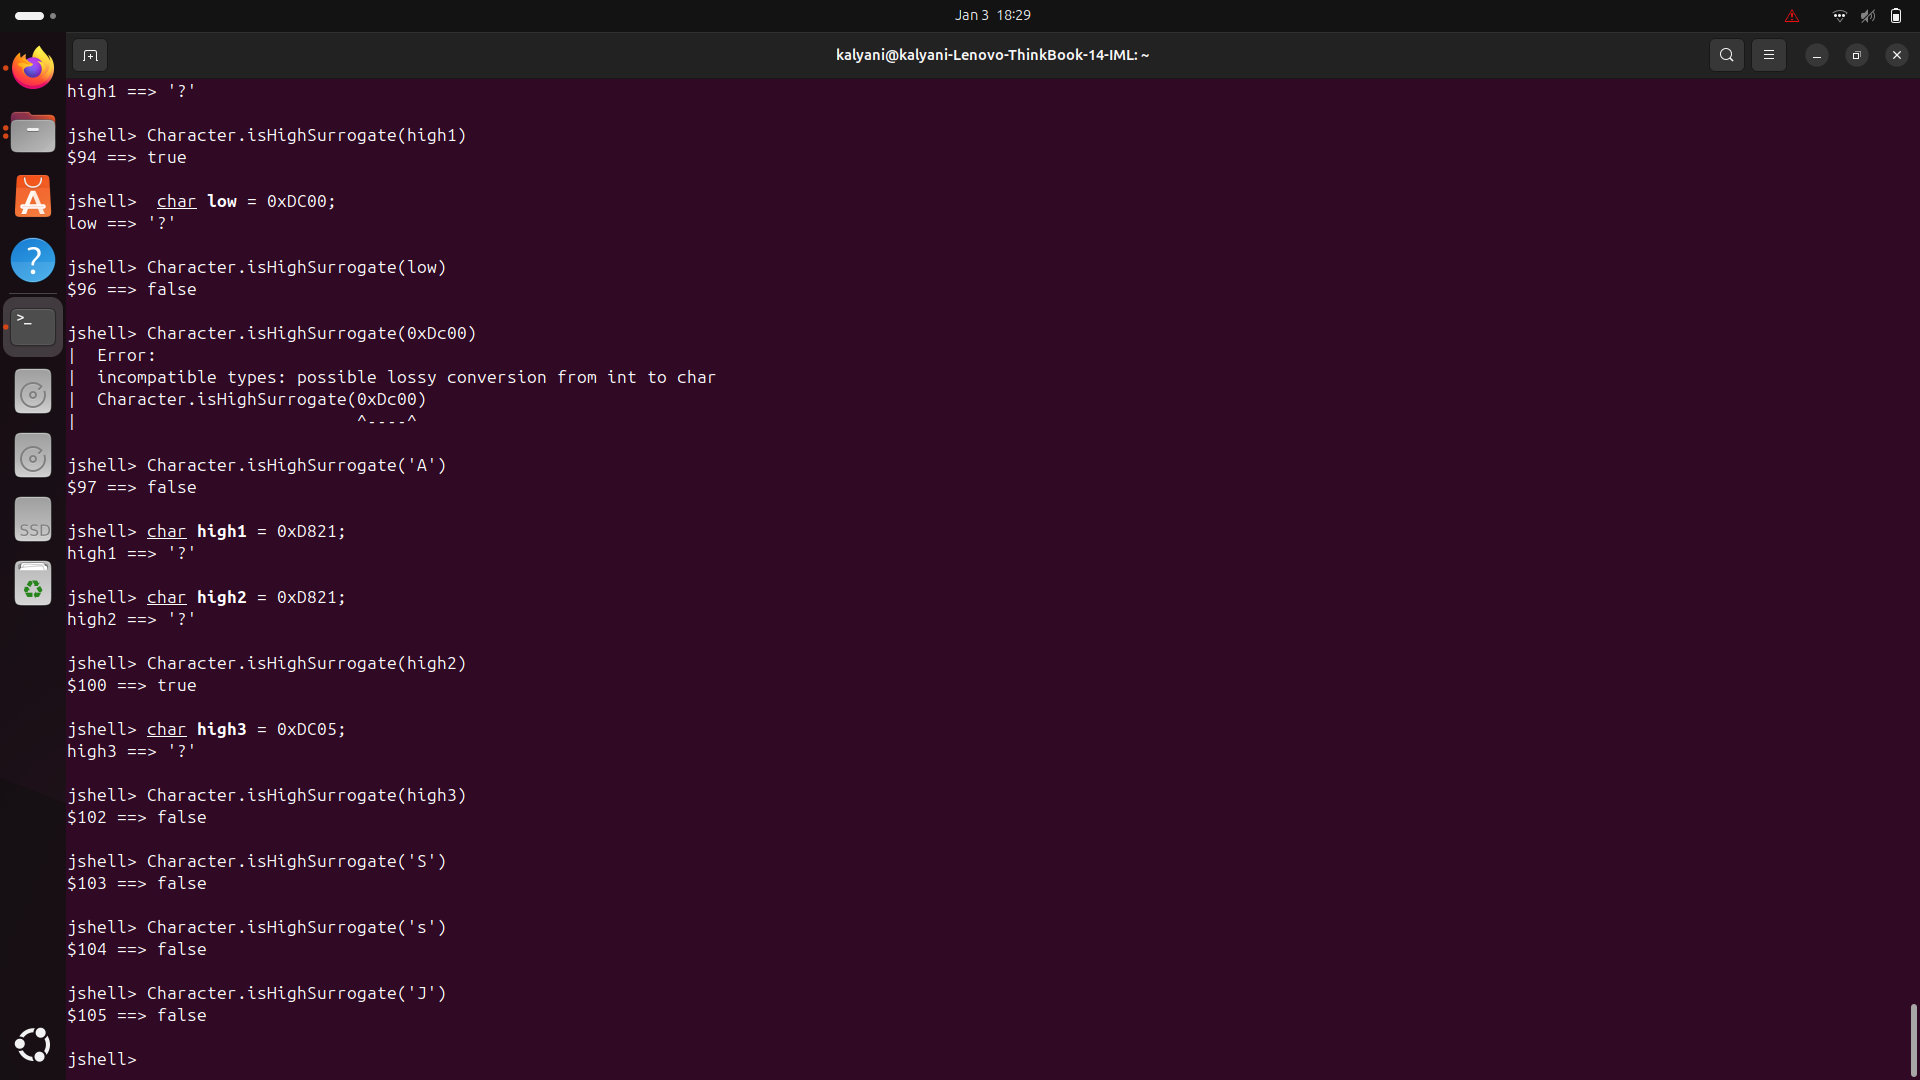 Jan 3 18:29
kalyani@kalyani-Lenovo-ThinkBook-14-IML: ~
high1 ==> '?'
jshell> Character.isHighSurrogate(high1)
$94 ==> true
jshell>  char low = 0xDC00;
low ==> '?'
jshell> Character.isHighSurrogate(low)
$96 ==> false
jshell> Character.isHighSurrogate(0xDc00)
|  Error:
|  incompatible types: possible lossy conversion from int to char
|  Character.isHighSurrogate(0xDc00)
|                            ^----^
jshell> Character.isHighSurrogate('A')
$97 ==> false
jshell> char high1 = 0xD821;
high1 ==> '?'
jshell> char high2 = 0xD821;
high2 ==> '?'
jshell> Character.isHighSurrogate(high2)
$100 ==> true
jshell> char high3 = 0xDC05;
high3 ==> '?'
jshell> Character.isHighSurrogate(high3)
$102 ==> false
jshell> Character.isHighSurrogate('S')
$103 ==> false
jshell> Character.isHighSurrogate('s')
$104 ==> false
jshell> Character.isHighSurrogate('J')
$105 ==> false
jshell>
A
?
>_
SSD